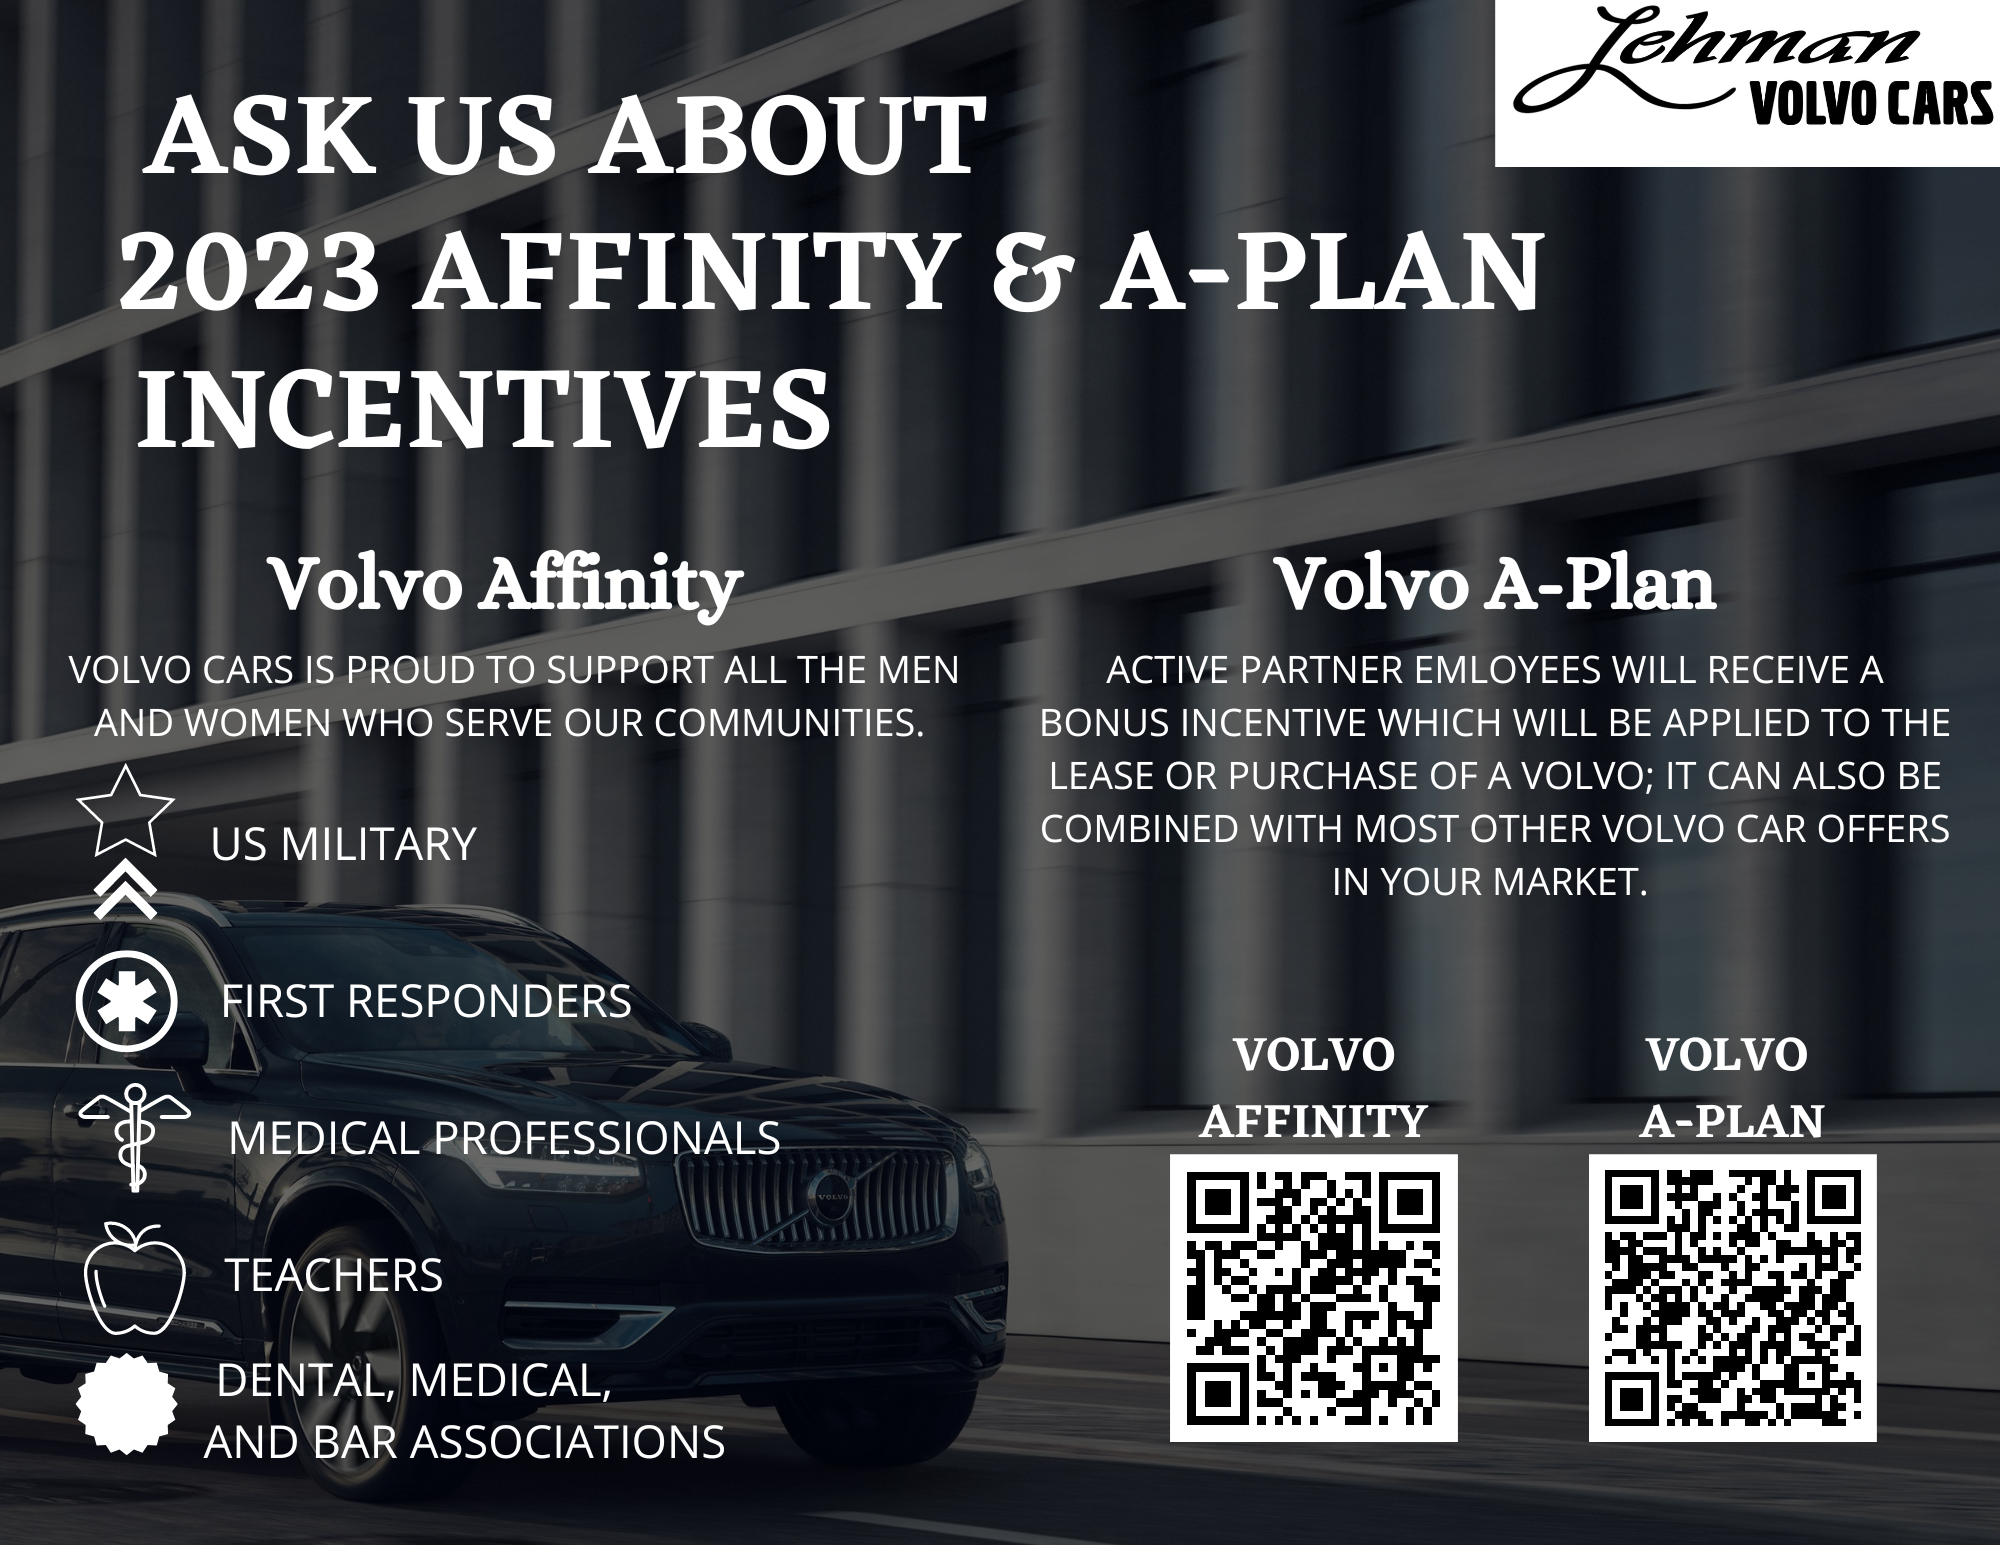 Lehman
VOLVO CARS
ASK US ABOUT
2023 AFFINITY & A-PLAN
INCENTIVES
Volvo Affinity
VOLVO CARS IS PROUD TO SUPPORT ALL THE MEN
AND WOMEN WHO SERVE OUR COMMUNITIES.
US MILITARY
FIRST RESPONDERS
MEDICAL PROFESSIONALS
TEACHERS
DENTAL, MEDICAL,
AND BAR ASSOCIATIONS
Volvo A-Plan
ACTIVE PARTNER EMLOYEES WILL RECEIVE A
BONUS INCENTIVE WHICH WILL BE APPLIED TO THE
LEASE OR PURCHASE OF A VOLVO; IT CAN ALSO BE
COMBINED WITH MOST OTHER VOLVO CAR OFFERS
IN YOUR MARKET.
VOLVO
AFFINITY
VOLVO
A-PLAN
VOLVO